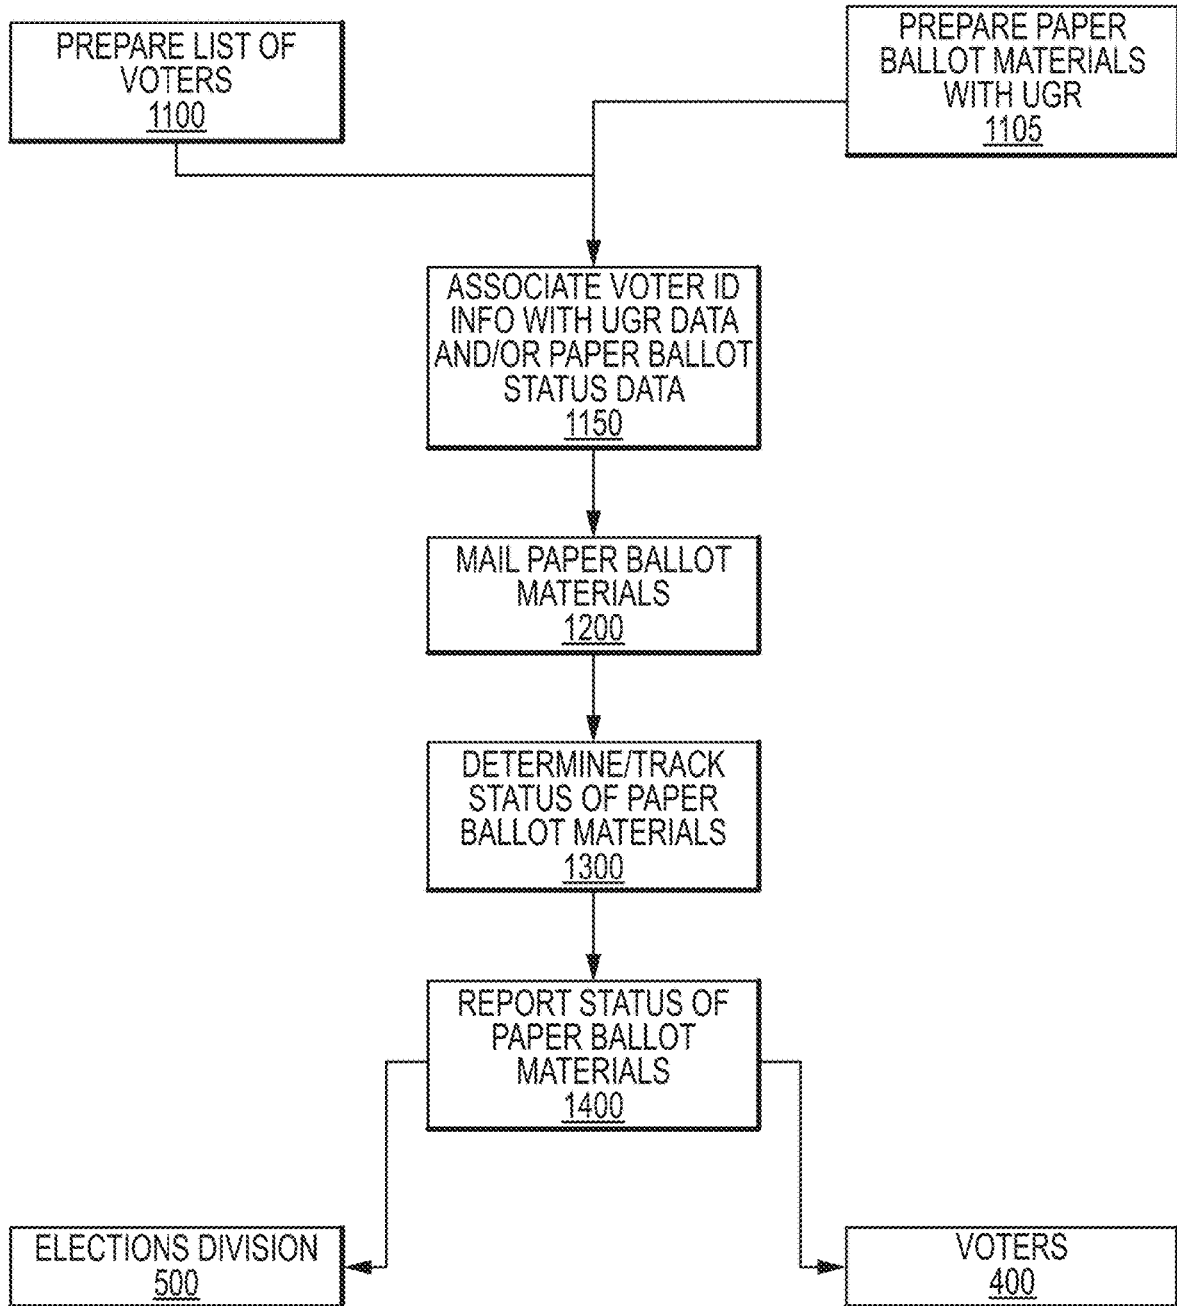 PREPARE LIST OF
VOTERS
1100
PREPARE PAPER
BALLOT MATERIALS
WITH UGR
1105
ASSOCIATE VOTER ID
INFO WITH UGR DATA
AND/OR PAPER BALLOT
STATUS DATA
1150
MAIL PAPER BALLOT
MATERIALS
1200
DETERMINE/TRACK
STATUS OF PAPER
BALLOT MATERIALS
1300
REPORT STATUS OF
PAPER BALLOT
MATERIALS
1400
ELECTIONS DIVISION
500
VOTERS
400